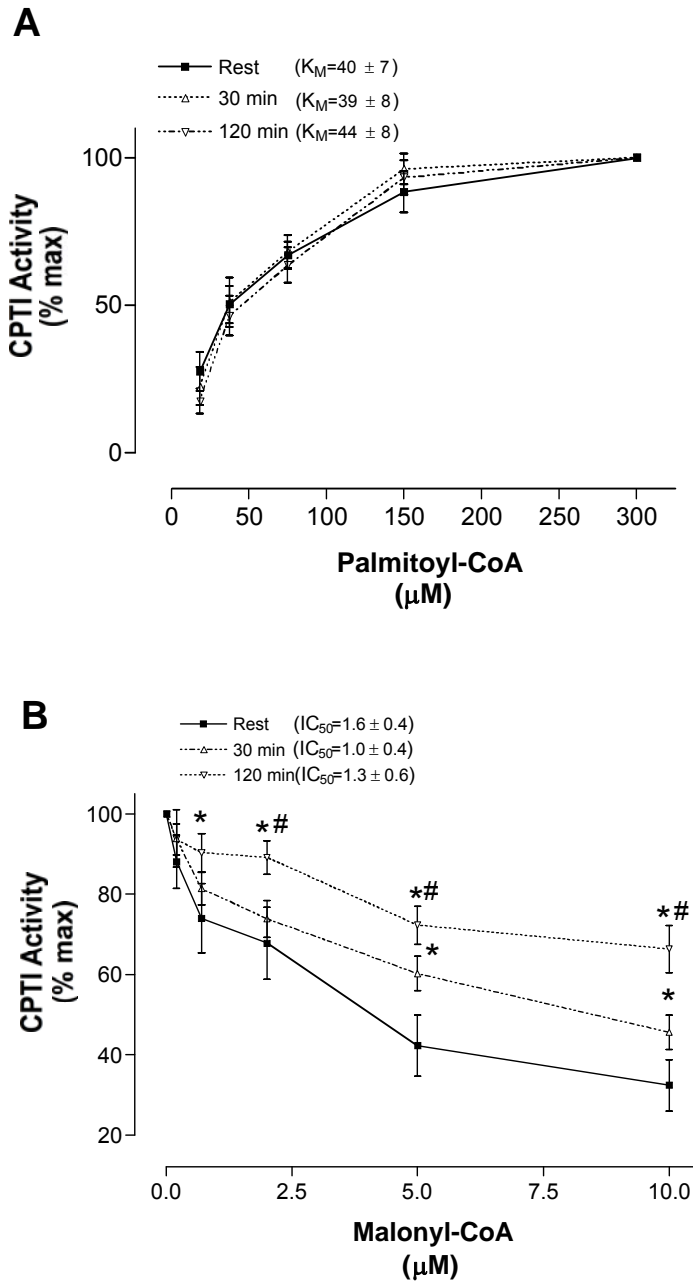 A
Rest (KM=40 ± 7)
30 min (KM=39 ± 8)
120 min (KM=44 ± 8)
100
50
0
CPTI Activity
(% max)
0 50 100 150 200 250 300
Palmitoyl-CoA
(μM)
B
Rest (IC50=1.6 ± 0.4)
30 min (IC50=1.0 ± 0.4)
120 min(IC50=1.3 ± 0.6)
100
80
60
40
20
CPTI Activity
(% max)
*
*#
*#
*
*#
*
0.0 2.5 5.0 7.5 10.0
Malonyl-CoA
(μM)